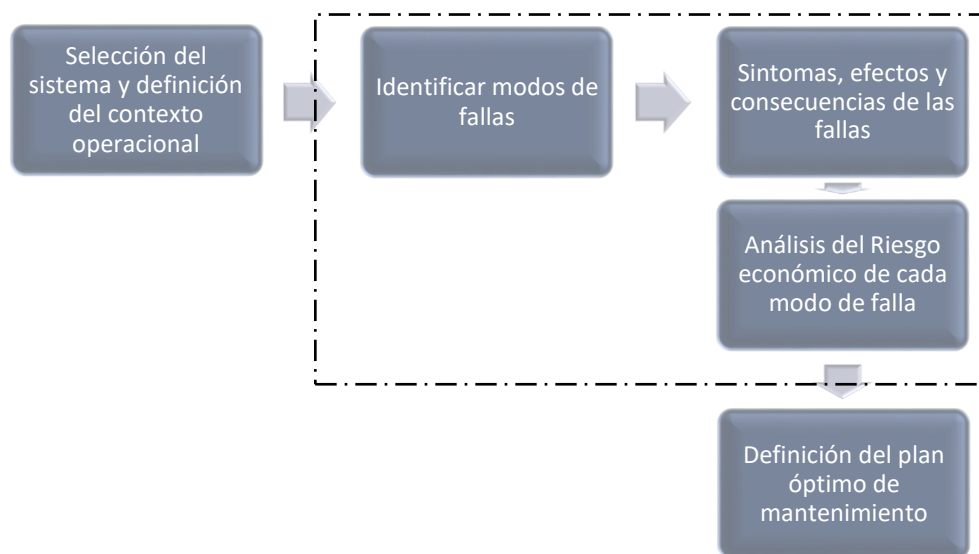 Selección del
sistema y definición
del contexto
operacional
Identificar modos de
fallas
Sintomas, efectos y
consecuencias de las
fallas
Análisis del Riesgo
económico de cada
modo de falla
Definición del plan
óptimo de
mantenimiento